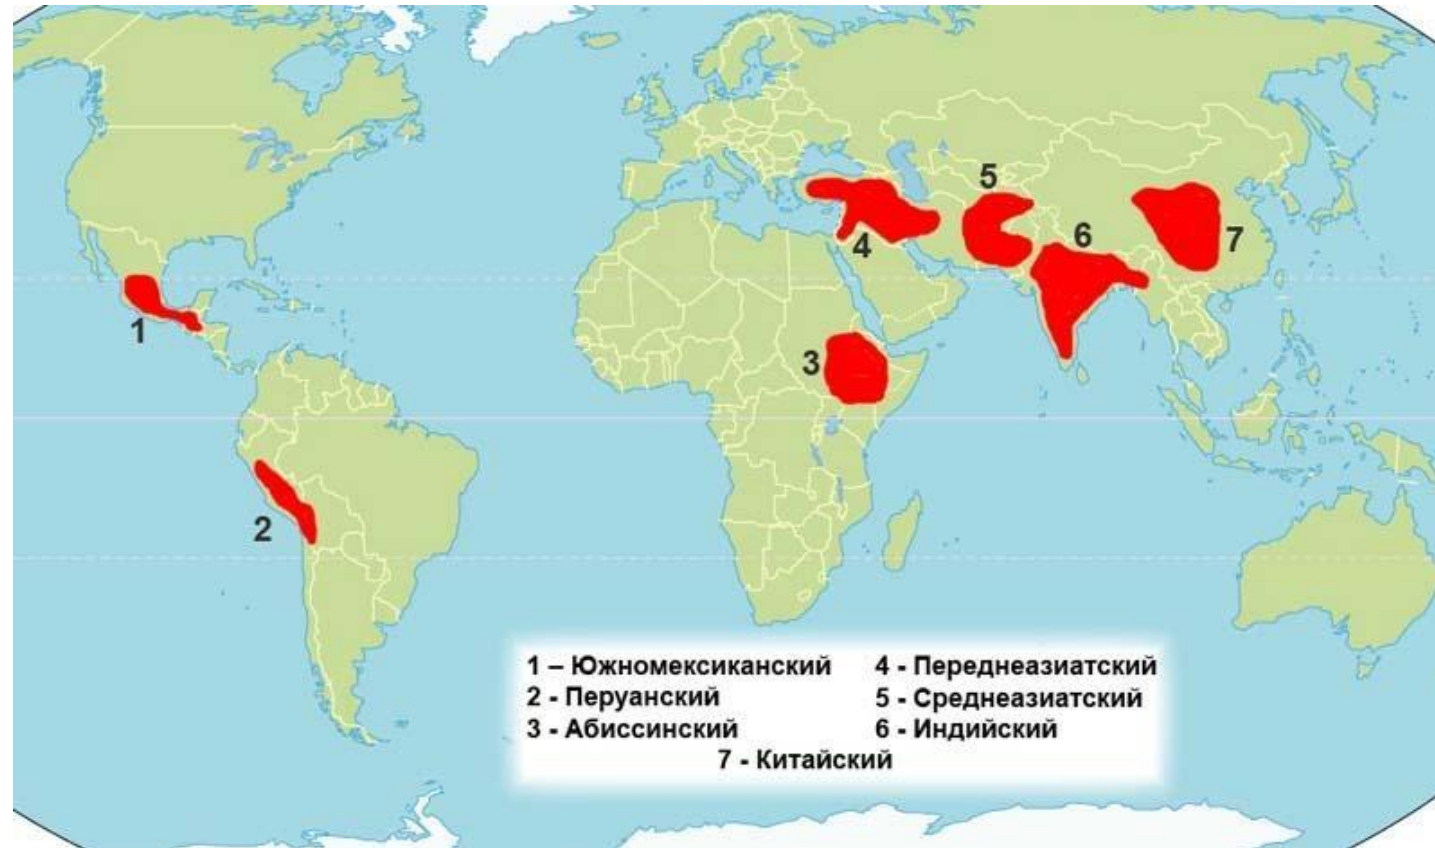 5
6
7
4
1
3
2
1 – Южномексиканский
2 - Перуанский
3 - Абиссинский
4 - Переднеазиатский
5 - Среднеазиатский
6 - Индийский
7 - Китайский